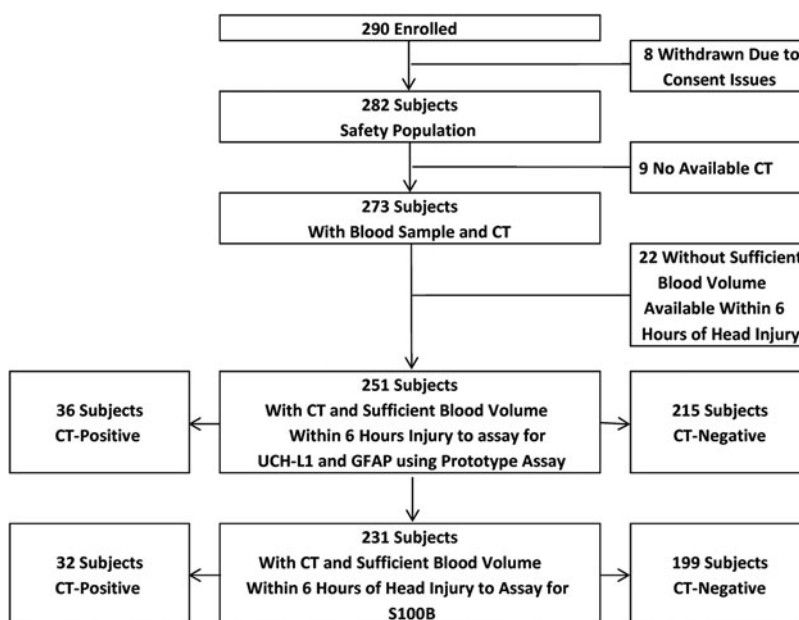 290 Enrolled
8 Withdrawn Due to
Consent Issues
282 Subjects
Safety Population
9 No Available CT
273 Subjects
With Blood Sample and CT
22 Without Sufficient
Blood Volume
Available Within 6
Hours of Head Injury
36 Subjects
CT-Positive
251 Subjects
With CT and Sufficient Blood Volume
Within 6 Hours Injury to assay for
UCH-L1 and GFAP using Prototype Assay
215 Subjects
CT-Negative
32 Subjects
CT-Positive
231 Subjects
With CT and Sufficient Blood Volume
Within 6 Hours of Head Injury to Assay for
S100B
199 Subjects
CT-Negative